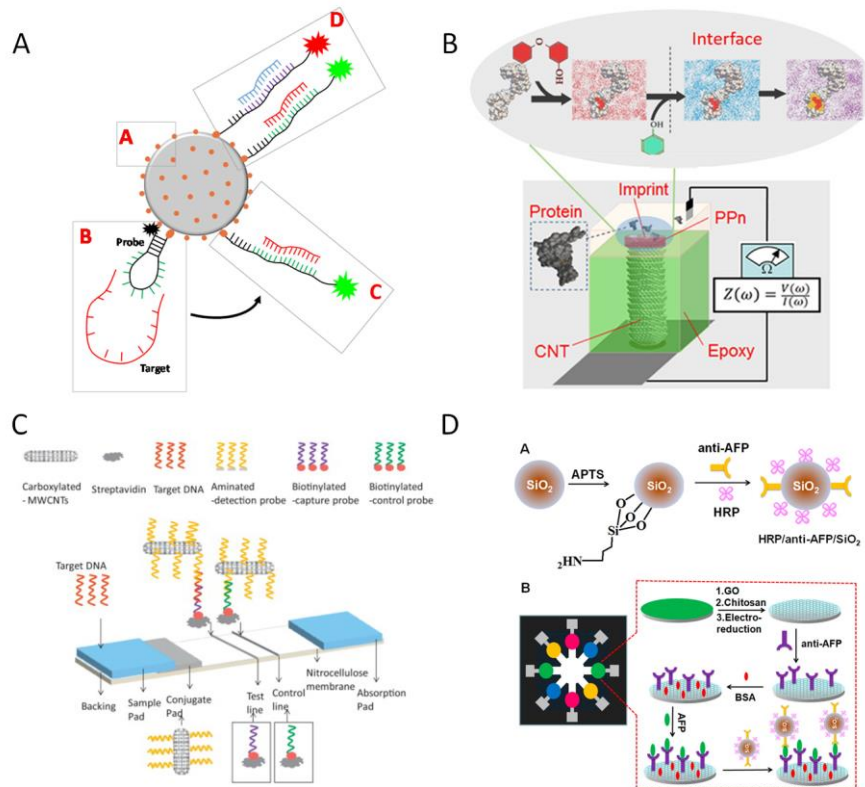 A
D
A
B
Probe
Target
C
B
Interface
O
HO
OH
Protein
Imprint
PPn
Ω
Z(ω) = V(ω)/I(ω)
CNT
Epoxy
C
Carboxylated
- MWCNTs
Streptavidin
Target DNA
Aminated
-detection probe
Biotinylated
-capture probe
Biotinylated
-control probe
Target DNA
Backing
Sample
Pad
Conjugate
Pad
Test
line
Control
line
Nitrocellulose
membrane
Absorption
Pad
D
A
SiO2
APTS
SiO2
O
O
O
Si
2HN
anti-AFP
HRP
SiO2
HRP/anti-AFP/SiO2
B
1.GO
2.Chitosan
3.Electro-
reduction
anti-AFP
BSA
AFP